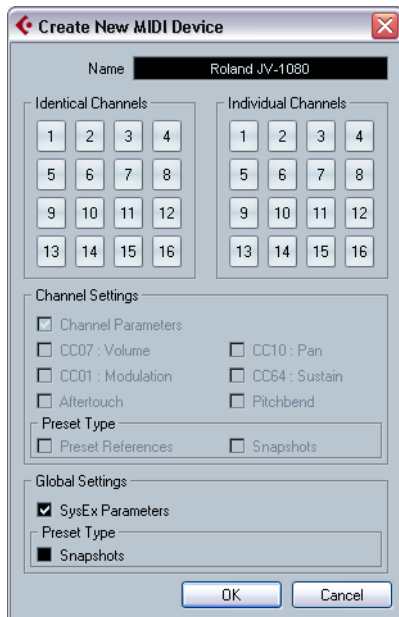 Create New MIDI Device
Name Roland JV-1080
Identical Channels Individual Channels
1 2 3 4 1 2 3 4
5 6 7 8 5 6 7 8
9 10 11 12 9 10 11 12
13 14 15 16 13 14 15 16
Channel Settings
Channel Parameters
CC07 : Volume CC10 : Pan
CC01 : Modulation CC64 : Sustain
Aftertouch Pitchbend
Preset Type
Preset References Snapshots
Global Settings
SysEx Parameters
Preset Type
Snapshots
OK Cancel